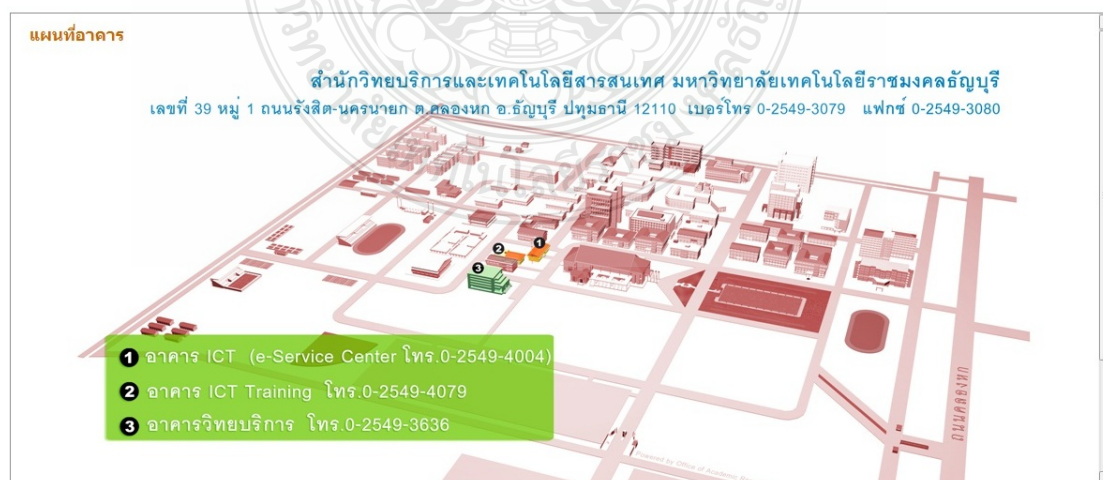 แผนที่อาคาร
สำนักวิทยบริการและเทคโนโลยีสารสนเทศ มหาวิทยาลัยเทคโนโลยีราชมงคลธัญบุรี
เลขที่ 39 หมู่ 1 ถนนรังสิต-นครนายก ต.คลองหก อ.ธัญบุรี ปทุมธานี 12110 เบอร์โทร 0-2549-3079 แฟกซ์ 0-2549-3080
1 2 3
1 อาคาร ICT (e-Service Center โทร.0-2549-4004)
2 อาคาร ICT Training โทร.0-2549-4079
3 อาคารวิทยบริการ โทร.0-2549-3636
ถนนคลองหก
Powered by Office of Academic